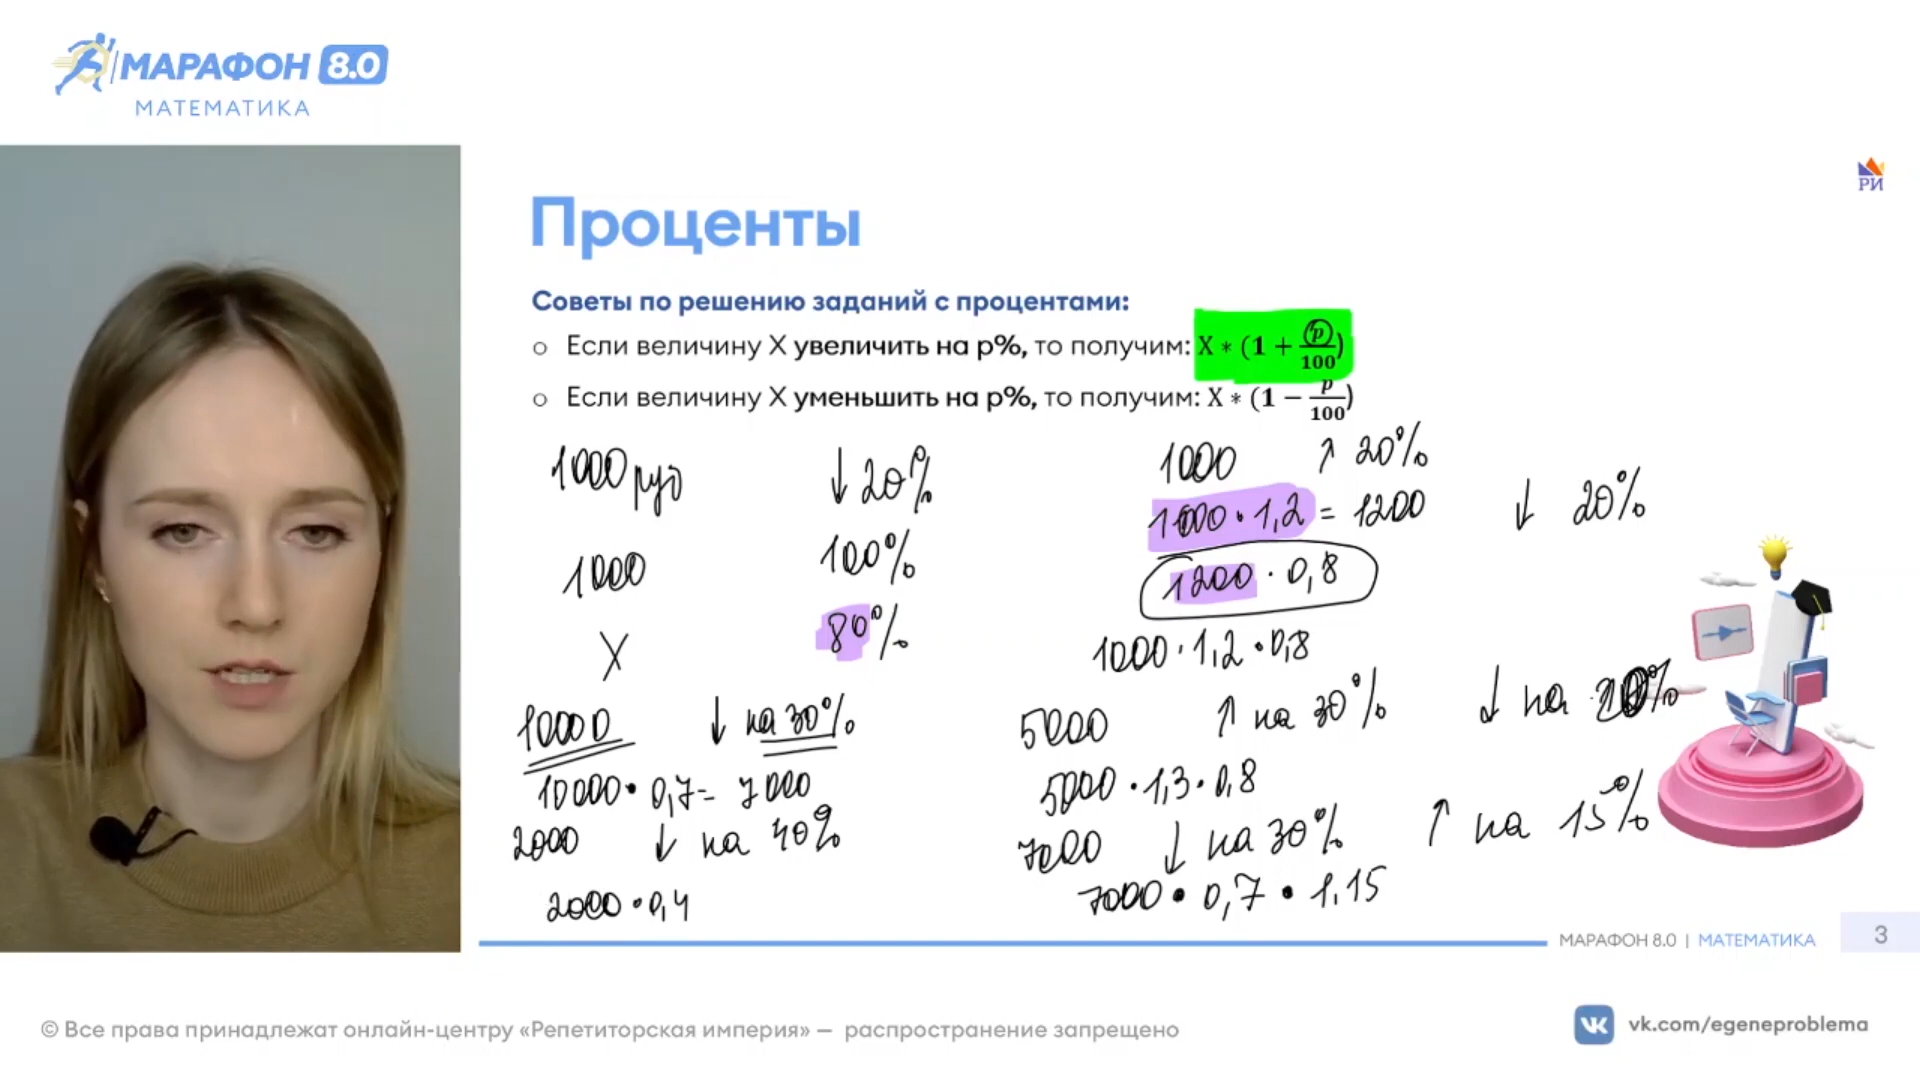 МАРАФОН 8.0
МАТЕМАТИКА
РИ
Проценты
Советы по решению заданий с процентами:
Если величину X увеличить на p%, то получим: X * (1 + p/100)
Если величину X уменьшить на p%, то получим: X * (1 − p/100)
1000 руб ↓ 20%
1000 100%
X 80%
10000 ↓ на 30%
10000 · 0,7 = 7000
2000 ↓ на 40%
2000 · 0,4
1000 ↑ 20%
1000 · 1,2 = 1200 ↓ 20%
1200 · 0,8
1000 · 1,2 · 0,8
5000 ↑ на 30% ↓ на 20%
5000 · 1,3 · 0,8
7000 ↓ на 30% ↑ на 15%
7000 · 0,7 · 1,15
МАРАФОН 8.0 | МАТЕМАТИКА 3
© Все права принадлежат онлайн-центру «Репетиторская империя» — распространение запрещено
vk.com/egeneproblema